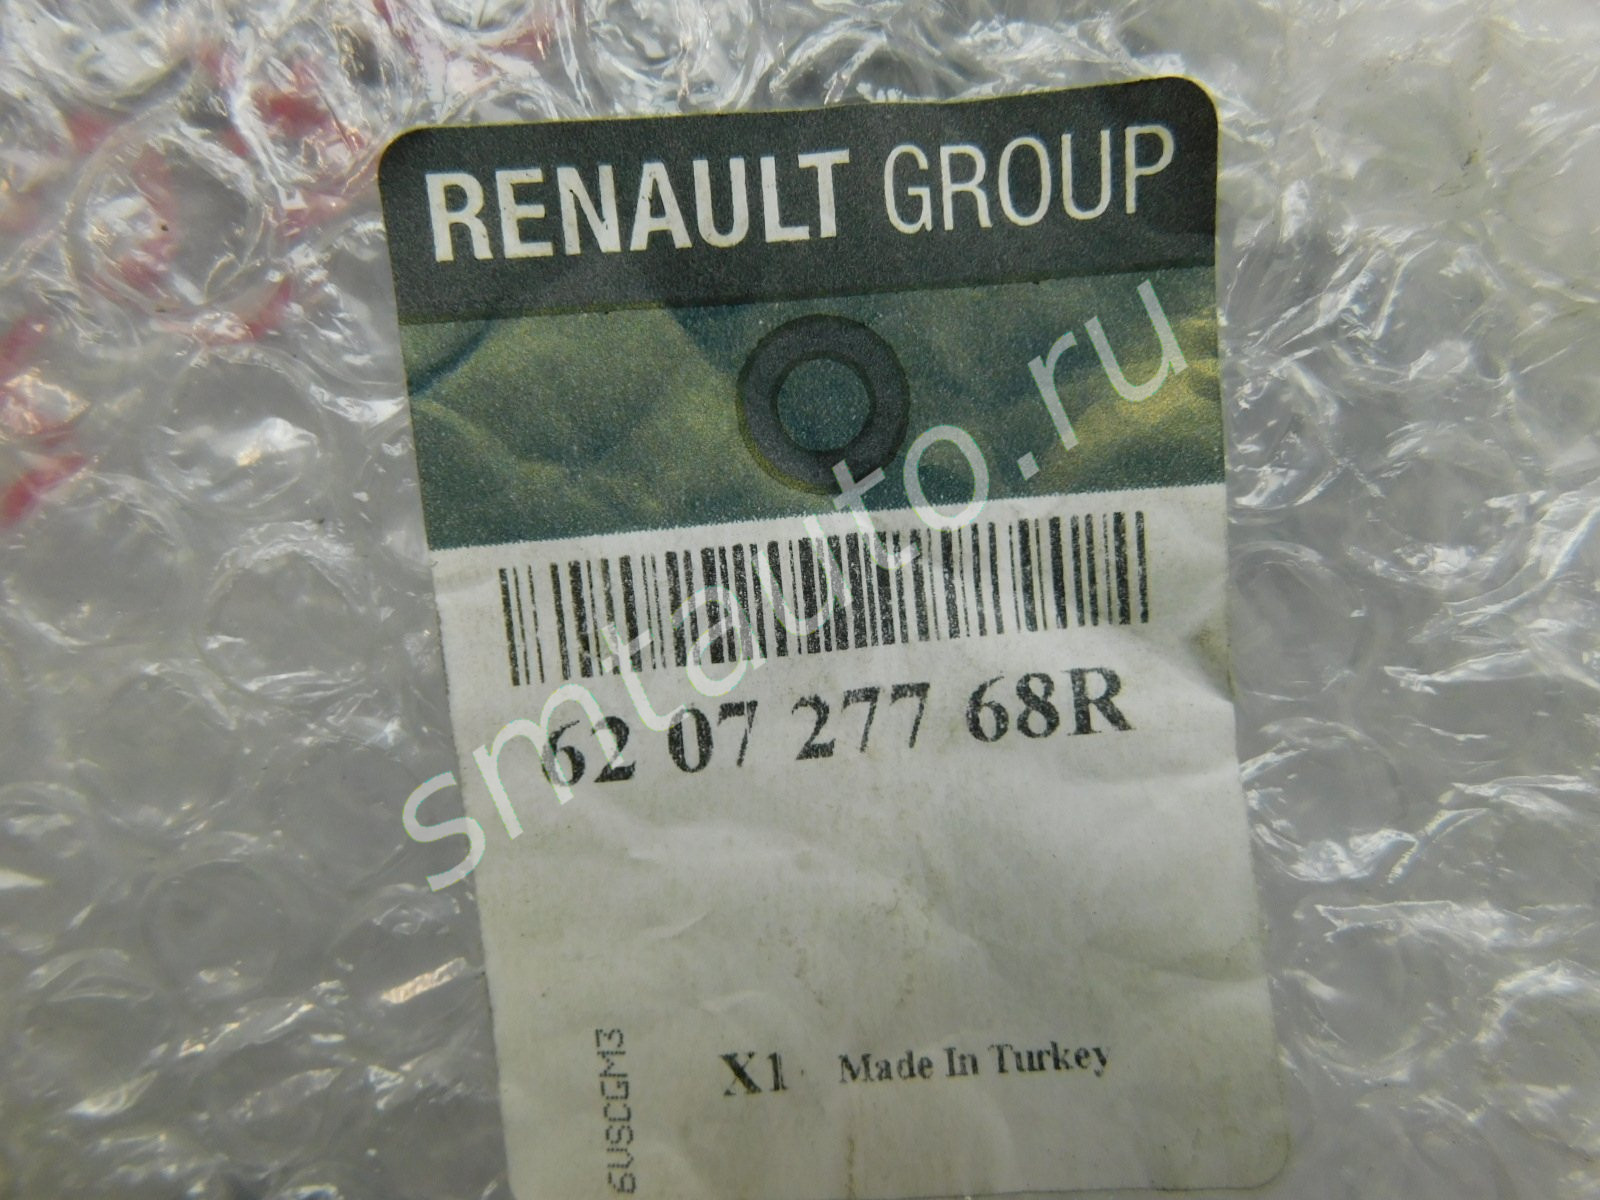 RENAULT GROUP
62 07 277 68R
X1 Made In Turkey
6USCGM3
smtauto.ru